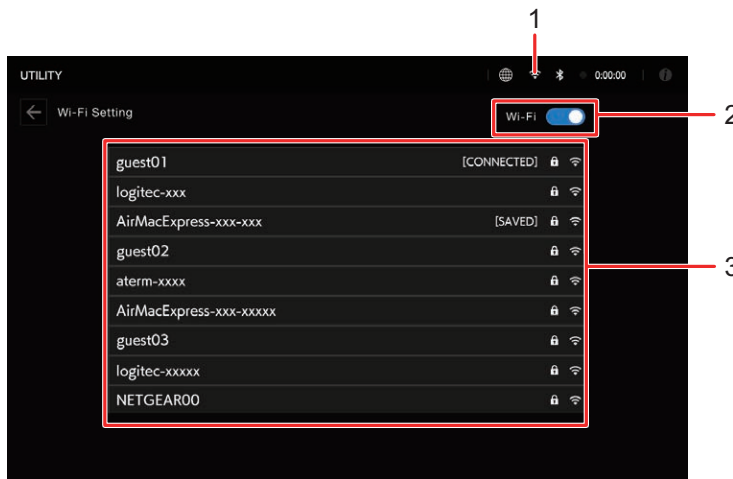 1
UTILITY 0:00:00
Wi-Fi Setting Wi-Fi 2
guest01 [CONNECTED]
logitec-xxx
AirMacExpress-xxx-xxx [SAVED]
guest02
aterm-xxxx
3
AirMacExpress-xxx-xxxxx
guest03
logitec-xxxxx
NETGEAR00